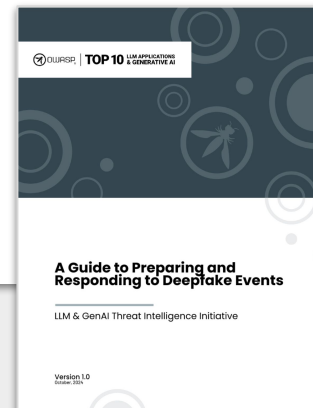 OWASP. TOP 10 LLM APPLICATIONS
& GENERATIVE AI
A Guide to Preparing and
Responding to Deepfake Events
LLM & GenAI Threat Intelligence Initiative
Version 1.0
October, 2024